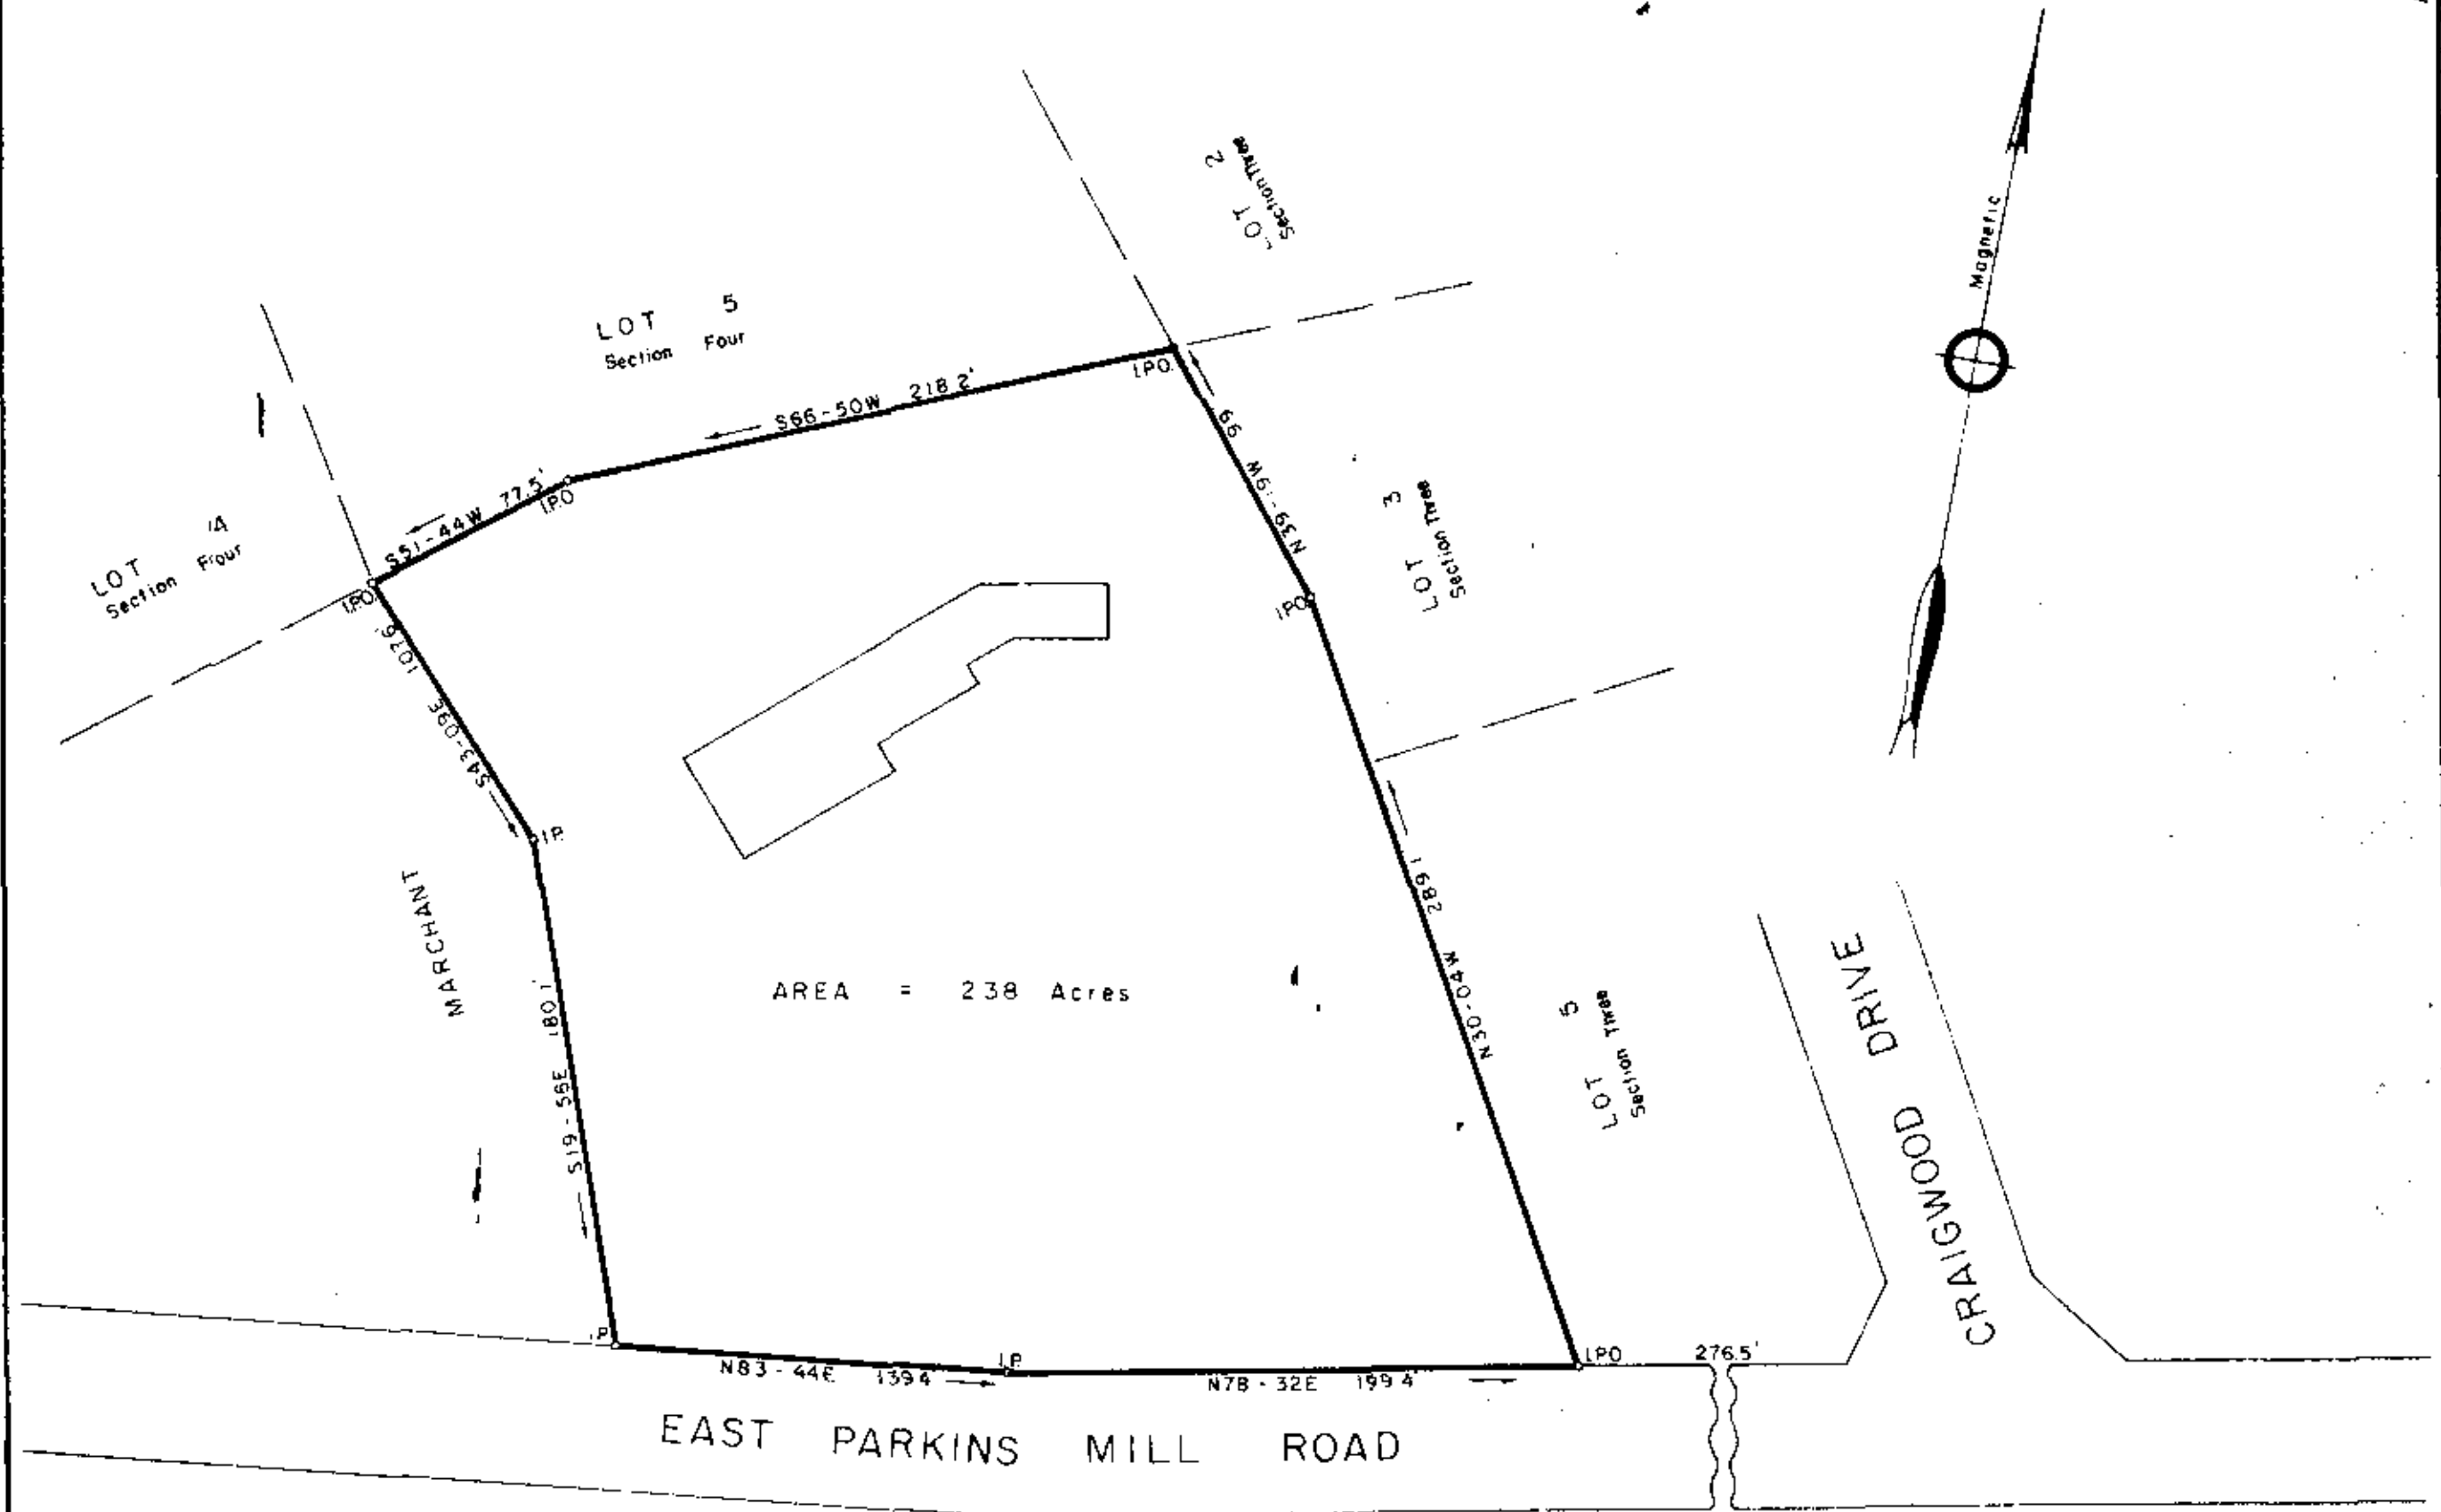 LOT 2
Section Three
Magnetic
LOT 5
Section Four
I.P.O.
S66-50W 218.2'
99
N39-19W
LOT 3
Section Three
S51-44W 77.5'
I.P.O
LOT 4
Section Four
I.P.O.
I.P.O
107.6'
S43-09E
I.P.
MARCHANT
289.1
N30-04W
AREA = 2.38 Acres
LOT 5
Section Three
CRAIGWOOD DRIVE
180.1'
S19-56E
I.P.
N83-44E 139.4
I.P.
N78-32E 199.4
I.P.O
276.5'
EAST PARKINS MILL ROAD